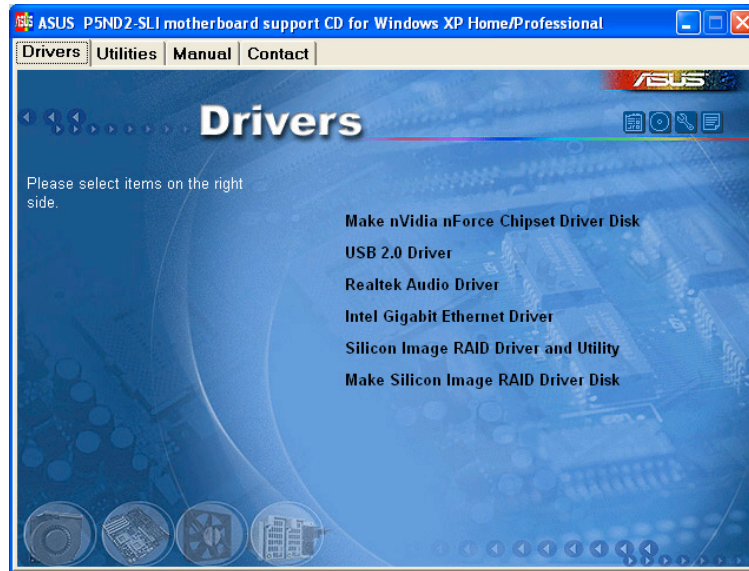 ASUS P5ND2-SLI motherboard support CD for Windows XP Home/Professional
Drivers Utilities Manual Contact
ASUS
Drivers
Please select items on the right
side.
Make nVidia nForce Chipset Driver Disk
USB 2.0 Driver
Realtek Audio Driver
Intel Gigabit Ethernet Driver
Silicon Image RAID Driver and Utility
Make Silicon Image RAID Driver Disk